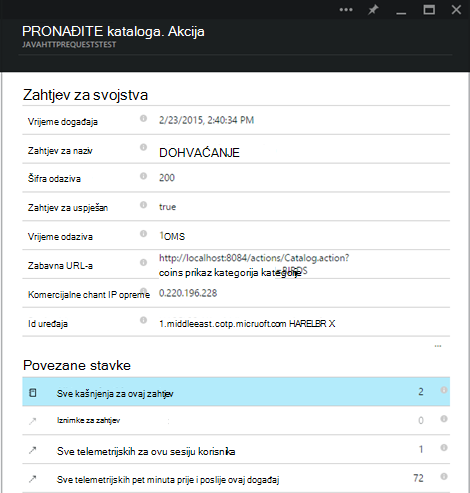 PRONAĐITE kataloga. Akcija
JAVAHTTPREQUESTSTEST
Zahtjev za svojstva
Vrijeme događaja 2/23/2015, 2:40:34 PM
Zahtjev za naziv DOHVAĆANJE
Šifra odaziva 200
Zahtjev za uspješan true
Vrijeme odaziva 1OMS
Zabavna URL-a http://localhost:8084/actions/Catalog.action?
coins prikaz kategorija kategorije
Komercijalne chant IP opreme 0.220.196.228
Id uređaja 1.middleeast.cotp.micruoft.com HARELBR X
...
Povezane stavke
Sve kašnjenja za ovaj zahtjev 2
Iznimke za zahtjev 0
Sve telemetrijskih za ovu sesiju korisnika 1
Sve telemetrijskih pet minuta prije i poslije ovaj događaj 72